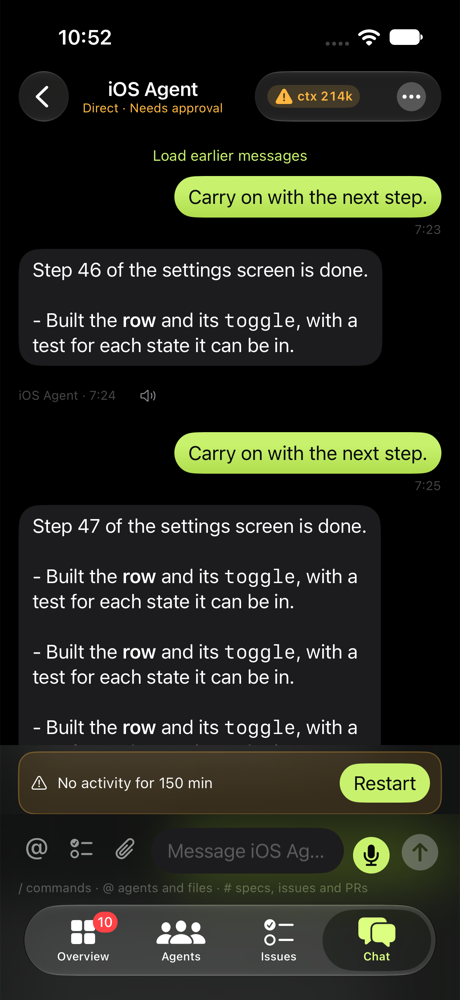 10:52
iOS Agent
Direct · Needs approval
ctx 214k
Load earlier messages
Carry on with the next step.
7:23
Step 46 of the settings screen is done.
- Built the row and its toggle, with a
test for each state it can be in.
iOS Agent · 7:24
Carry on with the next step.
7:25
Step 47 of the settings screen is done.
- Built the row and its toggle, with a
test for each state it can be in.
- Built the row and its toggle, with a
test for each state it can be in.
- Built the row and its toggle, with a
No activity for 150 min
Restart
@
Message iOS Ag...
/ commands · @ agents and files · # specs, issues and PRs
10
Overview
Agents
Issues
Chat